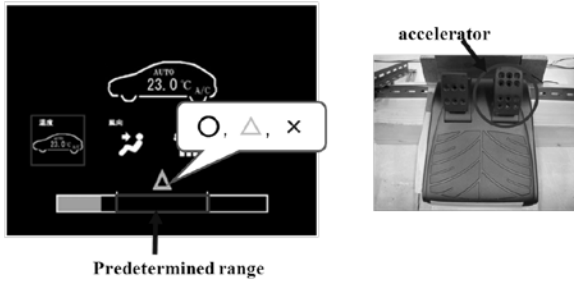 accelerator
AUTO
23.0 ℃ A/C
温度
風向
23.0 ℃
○, △, ×
Predetermined range